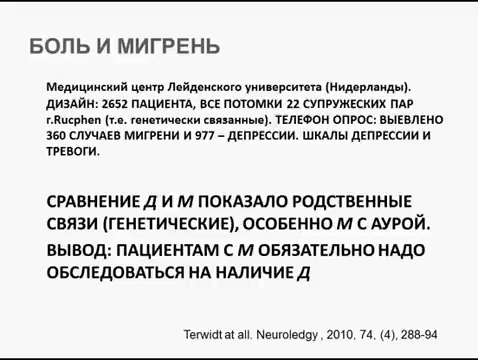 БОЛЬ И МИГРЕНЬ
Медицинский центр Лейденского университета (Нидерланды).
ДИЗАЙН: 2652 ПАЦИЕНТА, ВСЕ ПОТОМКИ 22 СУПРУЖЕСКИХ ПАР
г.Rucphen (т.е. генетически связанные). ТЕЛЕФОН ОПРОС: ВЫЕВЛЕНО
360 СЛУЧАЕВ МИГРЕНИ И 977 – ДЕПРЕССИИ. ШКАЛЫ ДЕПРЕССИИ И
ТРЕВОГИ.
СРАВНЕНИЕ Д И М ПОКАЗАЛО РОДСТВЕННЫЕ
СВЯЗИ (ГЕНЕТИЧЕСКИЕ), ОСОБЕННО М С АУРОЙ.
ВЫВОД: ПАЦИЕНТАМ С М ОБЯЗАТЕЛЬНО НАДО
ОБСЛЕДОВАТЬСЯ НА НАЛИЧИЕ Д
Terwidt at all. Neuroledgy , 2010, 74, (4), 288-94